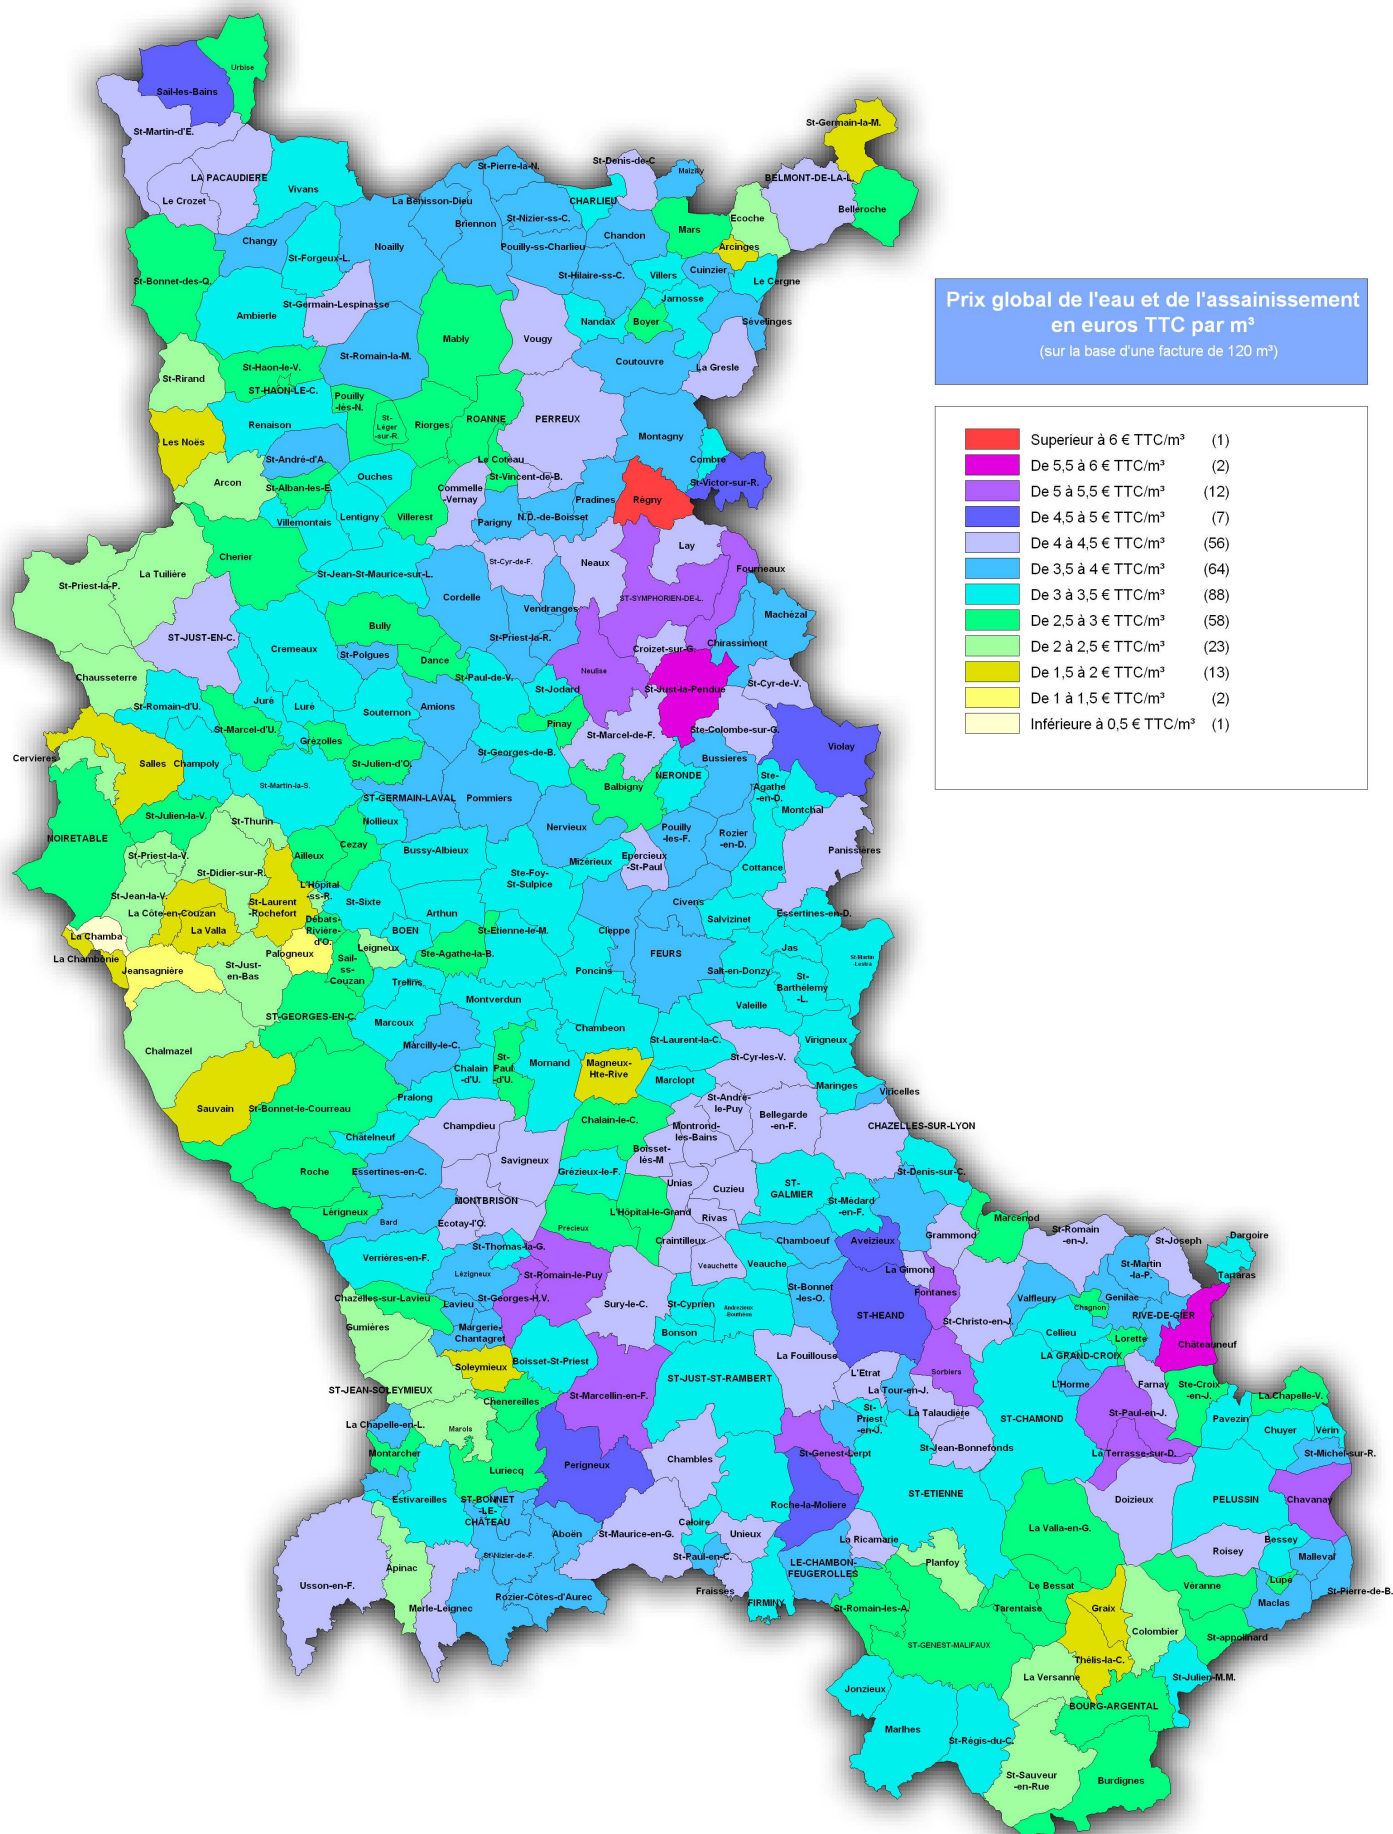 Urbise
Sail-les-Bains
St-Germain-la-M.
St-Martin-d'E.
St-Pierre-la-N.
St-Denis-de-C
Maizilly
LA PACAUDIERE
BELMONT-DE-LA-L.
Vivans
Le Crozet
La Bénisson-Dieu
CHARLIEU
Belleroche
Ecoche
St-Nizier-ss-C.
Briennon
Mars
Changy
Noailly
Pouilly-ss-Charlieu
Chandon
Arcinges
St-Forgeux-L.
Cuinzier
St-Bonnet-des-Q.
St-Hilaire-ss-C.
Villers
Le Cergne
St-Germain-Lespinasse
Jarnosse
Ambierle
Nandax
Boyer
Sévelinges
Mably
Vougy
St-Romain-la-M.
Coutouvre
La Gresle
St-Haon-le-V.
St-Rirand
ST-HAON-LE-C.
Pouilly
-lès-N.
St-
Léger
-sur-R.
Riorges
ROANNE
PERREUX
Renaison
Les Noës
Montagny
St-André-d'A.
Le Coteau
Combre
Ouches
St-Vincent-de-B.
Arcon
St-Alban-les-E.
Commelle
-Vernay
St-Victor-sur-R.
Pradines
Régny
Villemontais
Lentigny
Villerest
Parigny
N.D.-de-Boisset
Cherier
Lay
La Tuilière
St-Cyr-de-F.
Neaux
Fourneaux
St-Priest-la-P.
St-Jean-St-Maurice-sur-L.
Cordelle
ST-SYMPHORIEN-DE-L.
Vendranges
Machèzal
Bully
ST-JUST-EN-C.
St-Priest-la-R.
Chirassimont
Cremeaux
St-Polgues
Croizet-sur-G.
Dance
Neulise
Chausseterre
St-Paul-de-V.
St-Cyr-de-V.
St-Jodard
St-Just-la-Pendue
St-Romain-d'U.
Juré
Luré
Souternon
Amions
Pinay
St-Marcel-d'U.
Ste-Colombe-sur-G.
St-Marcel-de-F.
Grézolles
Violay
Cervieres
Salles
Champoly
St-Julien-d'O.
St-Georges-de-B.
Bussieres
NERONDE
Ste-
Agathe
-en-D.
St-Martin-la-S.
Balbigny
ST-GERMAIN-LAVAL
Pommiers
Montchal
St-Julien-la-V.
St-Thurin
Nollieux
Nervieux
Pouilly
-les-F.
Rozier
-en-D.
NOIRETABLE
Cezay
Panissières
St-Priest-la-V.
Ailleux
Bussy-Albieux
Mizérieux
Epercieux
-St-Paul
Cottance
St-Didier-sur-R.
Ste-Foy-
St-Sulpice
L'Hôpital
-ss-R.
St-Jean-la-V.
St-Laurent
-Rochefort
St-Sixte
Civens
La Côte-en-Couzan
Arthun
Salvizinet
Essertines-en-D.
Débats-
Rivière-
d'O.
La Valla
BOEN
St-Etienne-le-M.
Cleppe
La Chamba
Leigneux
Ste-Agathe-la-B.
FEURS
Jas
Palogneux
La Chambonie
Sail-
ss-
Couzan
St-Martin
-Lestra
Jeansagnière
St-Just-
en-Bas
Poncins
Salt-en-Donzy
St-
Barthélemy
-L.
Trelins
Montverdun
Valeille
ST-GEORGES-EN-C.
Marcoux
Chambeon
Chalmazel
Marcilly-le-C.
St-Laurent-la-C.
Virigneux
St-
Paul
-d'U.
Mornand
St-Cyr-les-V.
Chalain
-d'U.
Magneux-
Hte-Rive
Marclopt
Maringes
Viricelles
Pralong
St-André-
le-Puy
Sauvain
St-Bonnet-le-Courreau
Bellegarde
-en-F.
Champdieu
Chalain-le-C.
Montrond-
les-Bains
CHAZELLES-SUR-LYON
Châtelneuf
Boisset-
lès-M
Savigneux
Roche
Essertines-en-C.
Grézieux-le-F.
St-Denis-sur-C.
Unias
Cuzieu
ST-
GALMIER
MONTBRISON
St-Médard
-en-F.
Lérigneux
L'Hôpital-le-Grand
Bard
Ecotay-l'O.
Rivas
Marcenod
Précieux
Grammond
St-Romain
-en-J.
Dargoire
Craintilleux
Chamboeuf
Aveizieux
St-Joseph
Verrières-en-F.
St-Thomas-la-G.
Veauchette
Veauche
St-Martin
-la-P.
Lézigneux
St-Romain-le-Puy
La Gimond
Tartaras
St-Bonnet
-les-O.
Fontanes
Chazelles-sur-Lavieu
St-Georges-H.V.
Sury-le-C.
St-Cyprien
Valfleury
Genilac
Lavieu
Andrézieux
-Bouthéon
ST-HEAND
Chagnon
RIVE-DE-GIER
Gumières
Margerie-
Chantagret
Bonson
St-Christo-en-J.
Cellieu
Lorette
Châteauneuf
Soleymieux
Boisset-St-Priest
La Fouillouse
LA GRAND-CROIX
L'Etrat
Sorbiers
ST-JUST-ST-RAMBERT
ST-JEAN-SOLEYMIEUX
La Tour-en-J.
L'Horme
Farnay
Ste-Croix
-en-J.
La Chapelle-V.
St-Marcellin-en-F.
Chenereilles
St-
Priest
-en-J.
La Talaudière
ST-CHAMOND
St-Paul-en-J.
La Chapelle-en-L.
Marols
Pavezin
Chuyer
Vérin
St-Genest-Lerpt
St-Jean-Bonnefonds
La Terrasse-sur-D.
St-Michel-sur-R.
Montarcher
Chambles
Luriecq
Perigneux
ST-ETIENNE
Estivareilles
ST-BONNET
-LE-
CHÂTEAU
Roche-la-Moliere
Doizieux
PELUSSIN
Chavanay
Caloire
La Valla-en-G.
Aboën
St-Maurice-en-G.
Unieux
La Ricamarie
Bessey
St-Nizier-de-F.
St-Paul-en-C.
Roisey
Malleval
Apinac
LE-CHAMBON-
FEUGEROLLES
Planfoy
Usson-en-F.
Fraisses
Le Bessat
Véranne
Lupé
St-Pierre-de-B.
Rozier-Côtes-d'Aurec
FIRMINY
Merle-Leignec
St-Romain-les-A.
Tarentaise
Graix
Maclas
Colombier
St-appolinard
ST-GENEST-MALIFAUX
Thélis-la-C.
La Versanne
St-Julien-M.M.
Jonzieux
BOURG-ARGENTAL
Marlhes
St-Régis-du-C.
St-Sauveur
-en-Rue
Burdignes
Prix global de l'eau et de l'assainissement
en euros TTC par m³
(sur la base d'une facture de 120 m³)
Superieur à 6 € TTC/m³ (1)
De 5,5 à 6 € TTC/m³ (2)
De 5 à 5,5 € TTC/m³ (12)
De 4,5 à 5 € TTC/m³ (7)
De 4 à 4,5 € TTC/m³ (56)
De 3,5 à 4 € TTC/m³ (64)
De 3 à 3,5 € TTC/m³ (88)
De 2,5 à 3 € TTC/m³ (58)
De 2 à 2,5 € TTC/m³ (23)
De 1,5 à 2 € TTC/m³ (13)
De 1 à 1,5 € TTC/m³ (2)
Inférieure à 0,5 € TTC/m³ (1)